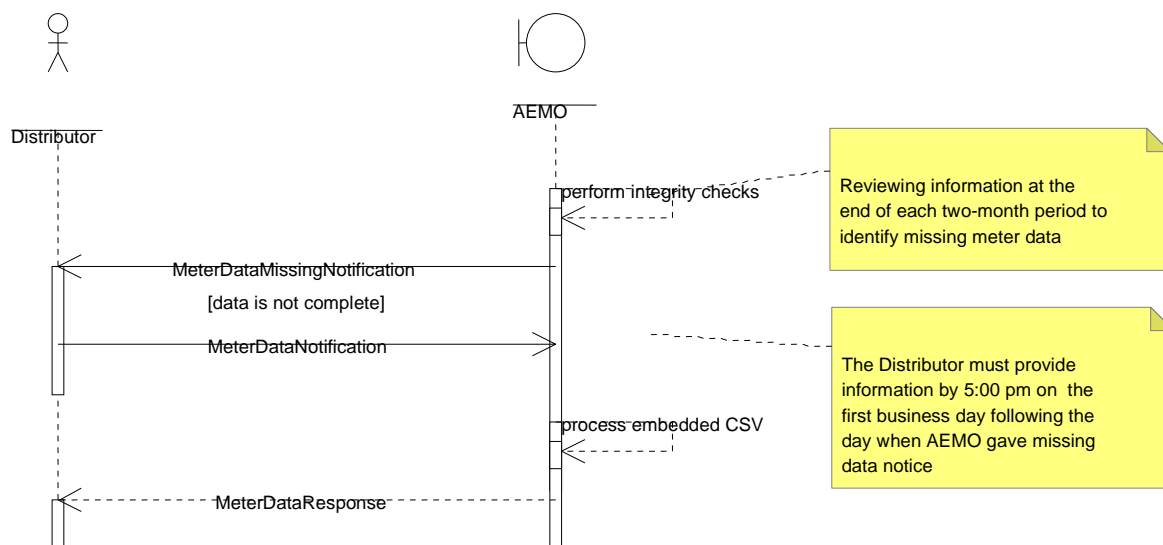 AEMO
Distributor
perform integrity checks
Reviewing information at the
end of each two-month period to
identify missing meter data
MeterDataMissingNotification
[data is not complete]
MeterDataNotification
The Distributor must provide
information by 5:00 pm on  the
first business day following the
day when AEMO gave missing
data notice
process embedded CSV
MeterDataResponse